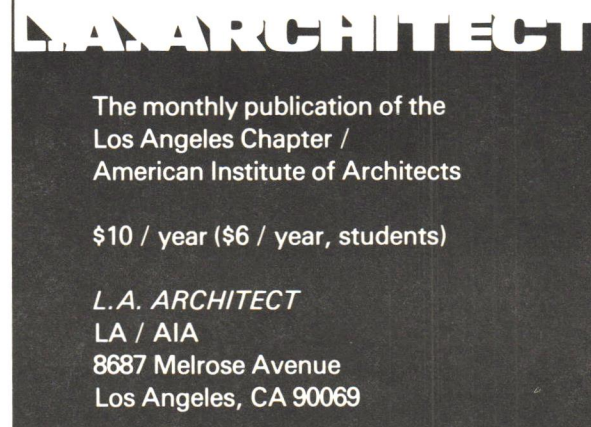 L.A.ARCHITECT
The monthly publication of the
Los Angeles Chapter /
American Institute of Architects
$10 / year ($6 / year, students)
L.A. ARCHITECT
LA / AIA
8687 Melrose Avenue
Los Angeles, CA 90069